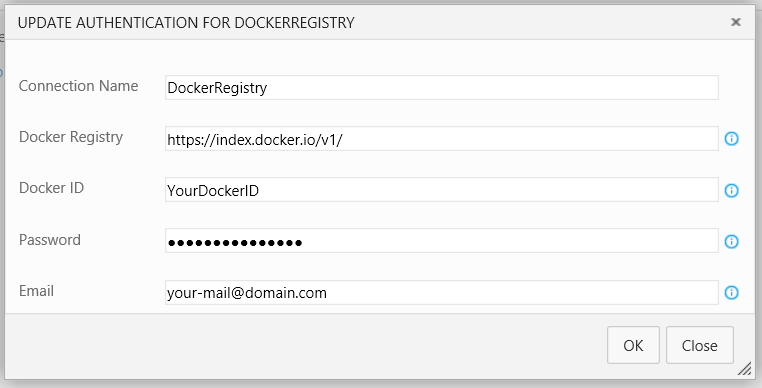 UPDATE AUTHENTICATION FOR DOCKERREGISTRY
Connection Name DockerRegistry
Docker Registry https://index.docker.io/v1/
Docker ID YourDockerID
Password ●●●●●●●●●●●●●●●
Email your-mail@domain.com
OK Close